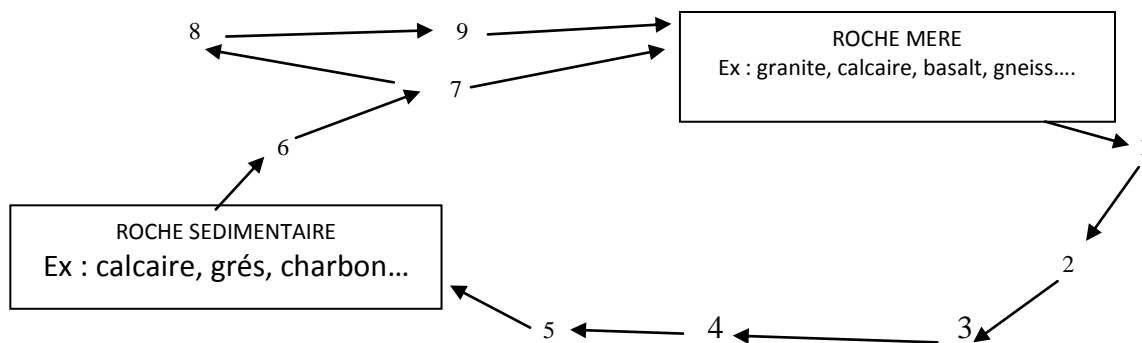 8
9
ROCHE MERE
Ex : granite, calcaire, basalt, gneiss….
7
6
1
ROCHE SEDIMENTAIRE
Ex : calcaire, grés, charbon…
2
5
4
3